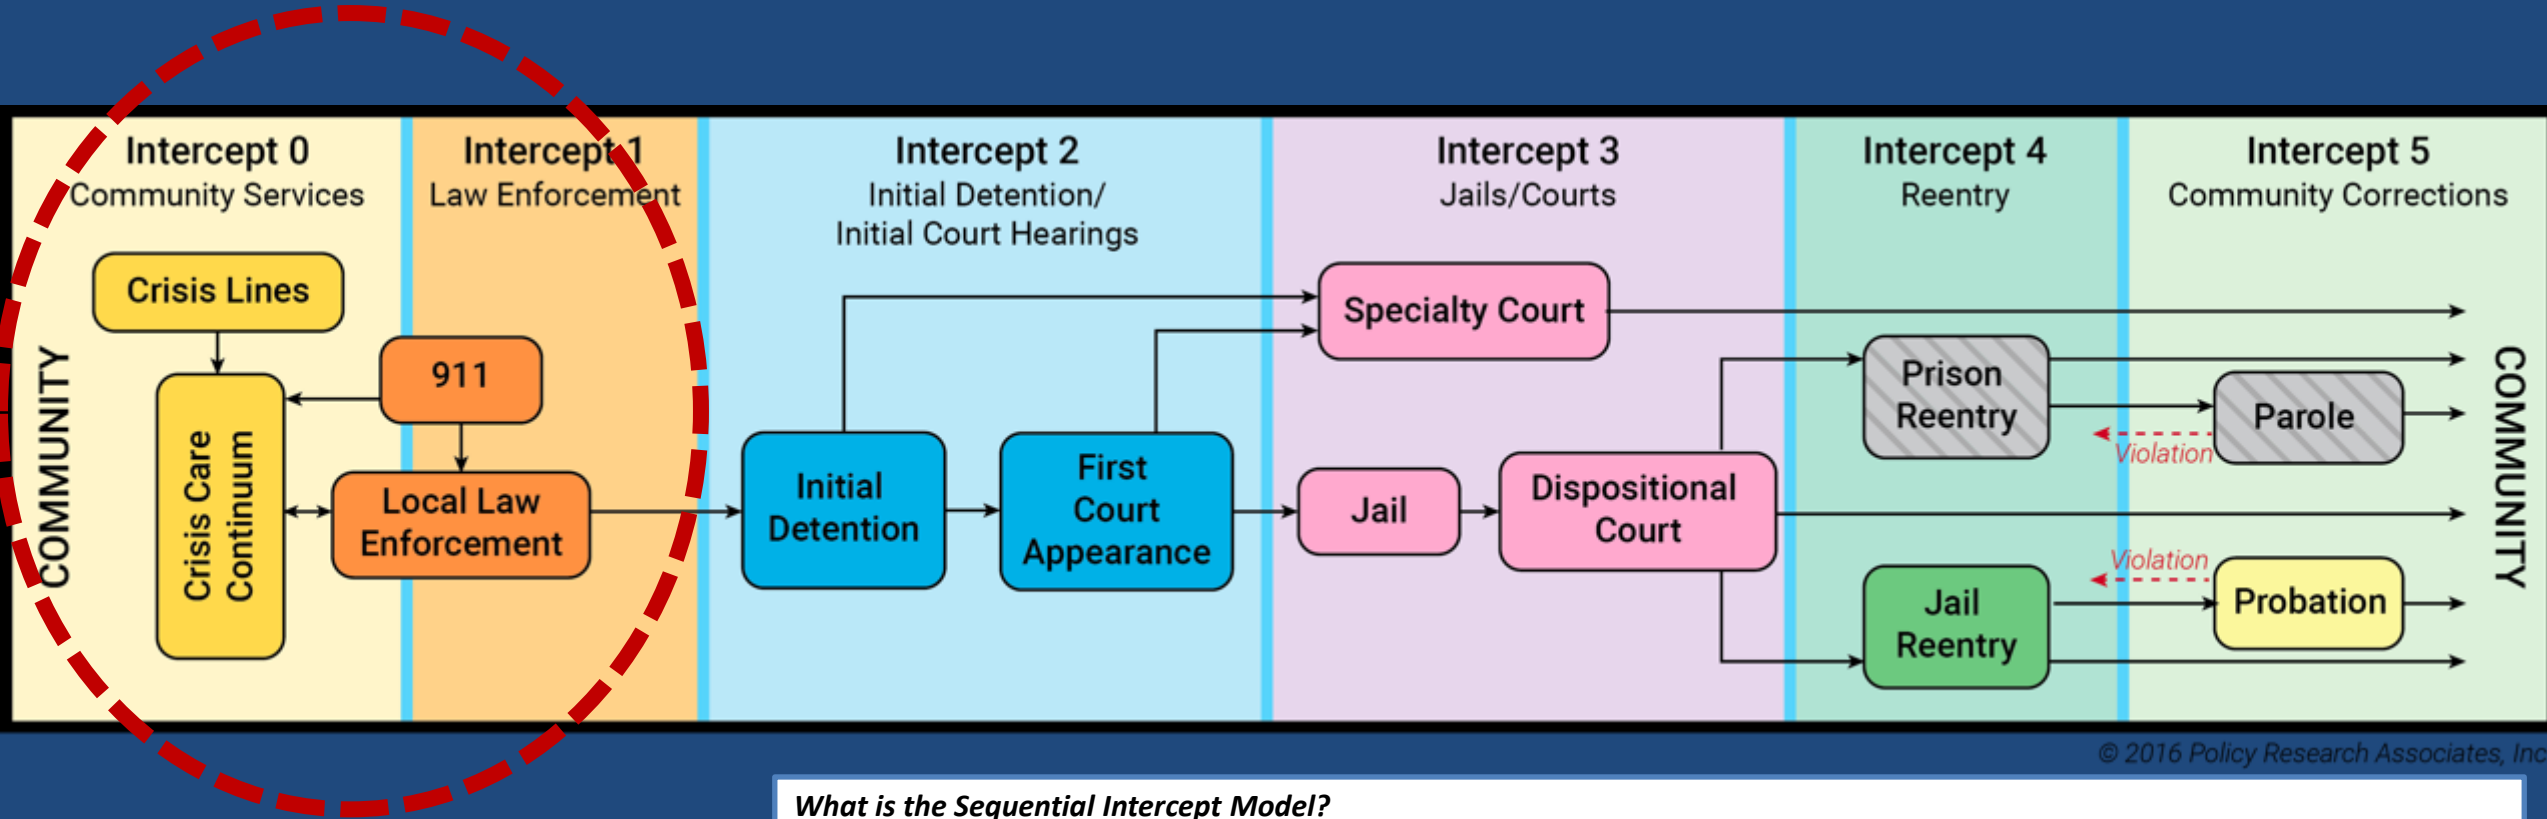 Intercept 0
Community Services
Intercept 1
Law Enforcement
Intercept 2
Initial Detention/
Initial Court Hearings
Intercept 3
Jails/Courts
Intercept 4
Reentry
Intercept 5
Community Corrections
COMMUNITY
Crisis Lines
Crisis Care
Continuum
911
Local Law
Enforcement
Initial
Detention
First
Court
Appearance
Specialty Court
Jail
Dispositional
Court
Prison
Reentry
Jail
Reentry
Parole
Violation
Violation
Probation
COMMUNITY
© 2016 Policy Research Associates, Inc
What is the Sequential Intercept Model?